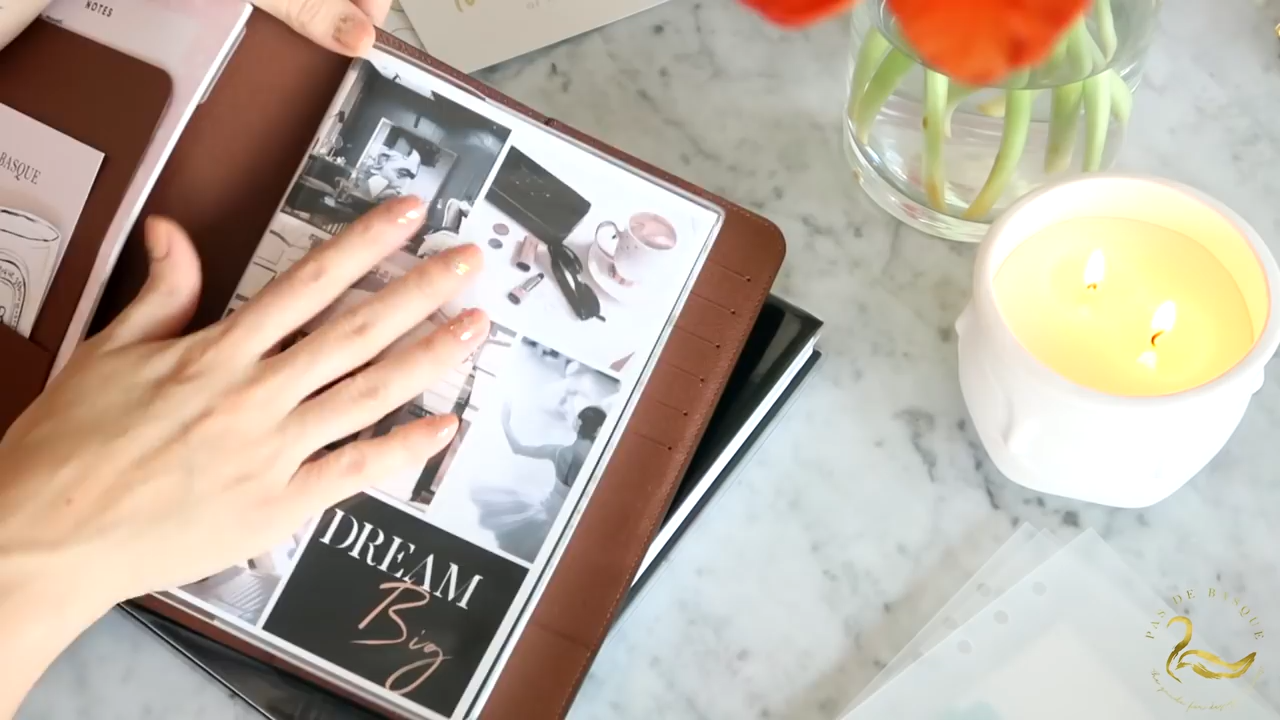 NOTES
BASQUE
DREAM
Big
PAS DE BASQUE